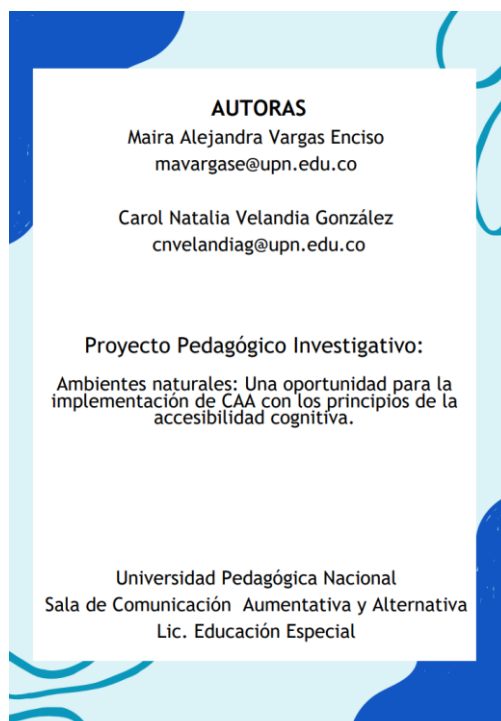 AUTORAS
Maira Alejandra Vargas Enciso
mavargase@upn.edu.co
Carol Natalia Velandia González
cnvelandiag@upn.edu.co
Proyecto Pedagógico Investigativo:
Ambientes naturales: Una oportunidad para la
implementación de CAA con los principios de la
accesibilidad cognitiva.
Universidad Pedagógica Nacional
Sala de Comunicación Aumentativa y Alternativa
Lic. Educación Especial